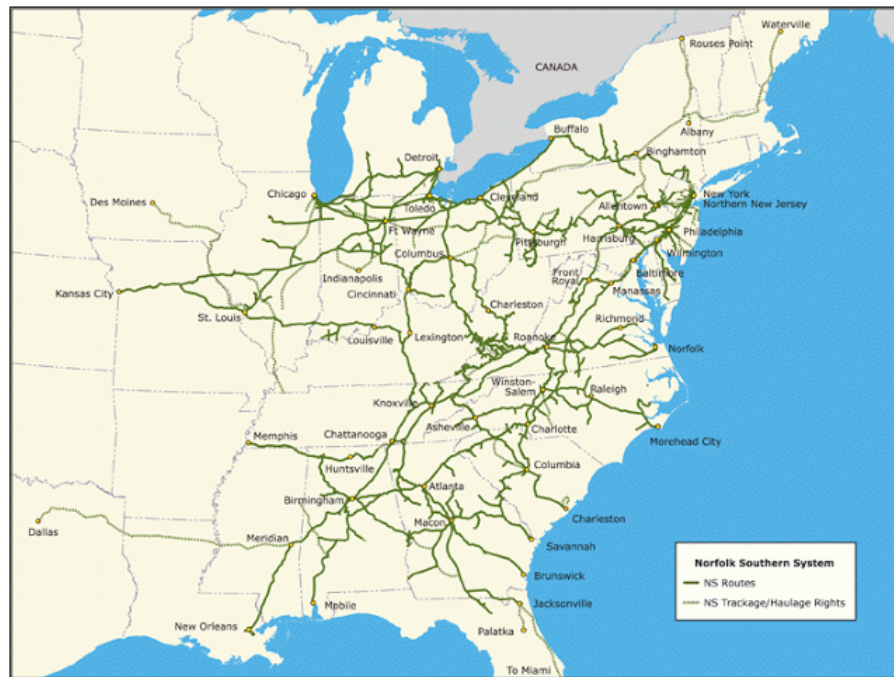 Waterville
Rouses Point
CANADA
Buffalo
Albany
Binghamton
Detroit
Chicago
Toledo
Cleveland
New York
Northern New Jersey
Allentown
Des Moines
Ft Wayne
Pittsburgh
Harrisburg
Philadelphia
Columbus
Wilmington
Indianapolis
Front
Royal
Baltimore
Kansas City
Cincinnati
Manassas
Charleston
St. Louis
Richmond
Louisville
Lexington
Roanoke
Norfolk
Winston-
Salem
Raleigh
Knoxville
Asheville
Charlotte
Morehead City
Memphis
Chattanooga
Huntsville
Columbia
Birmingham
Atlanta
Macon
Charleston
Dallas
Meridian
Savannah
Brunswick
Mobile
Jacksonville
New Orleans
Palatka
To Miami
Norfolk Southern System
NS Routes
NS Trackage/Haulage Rights